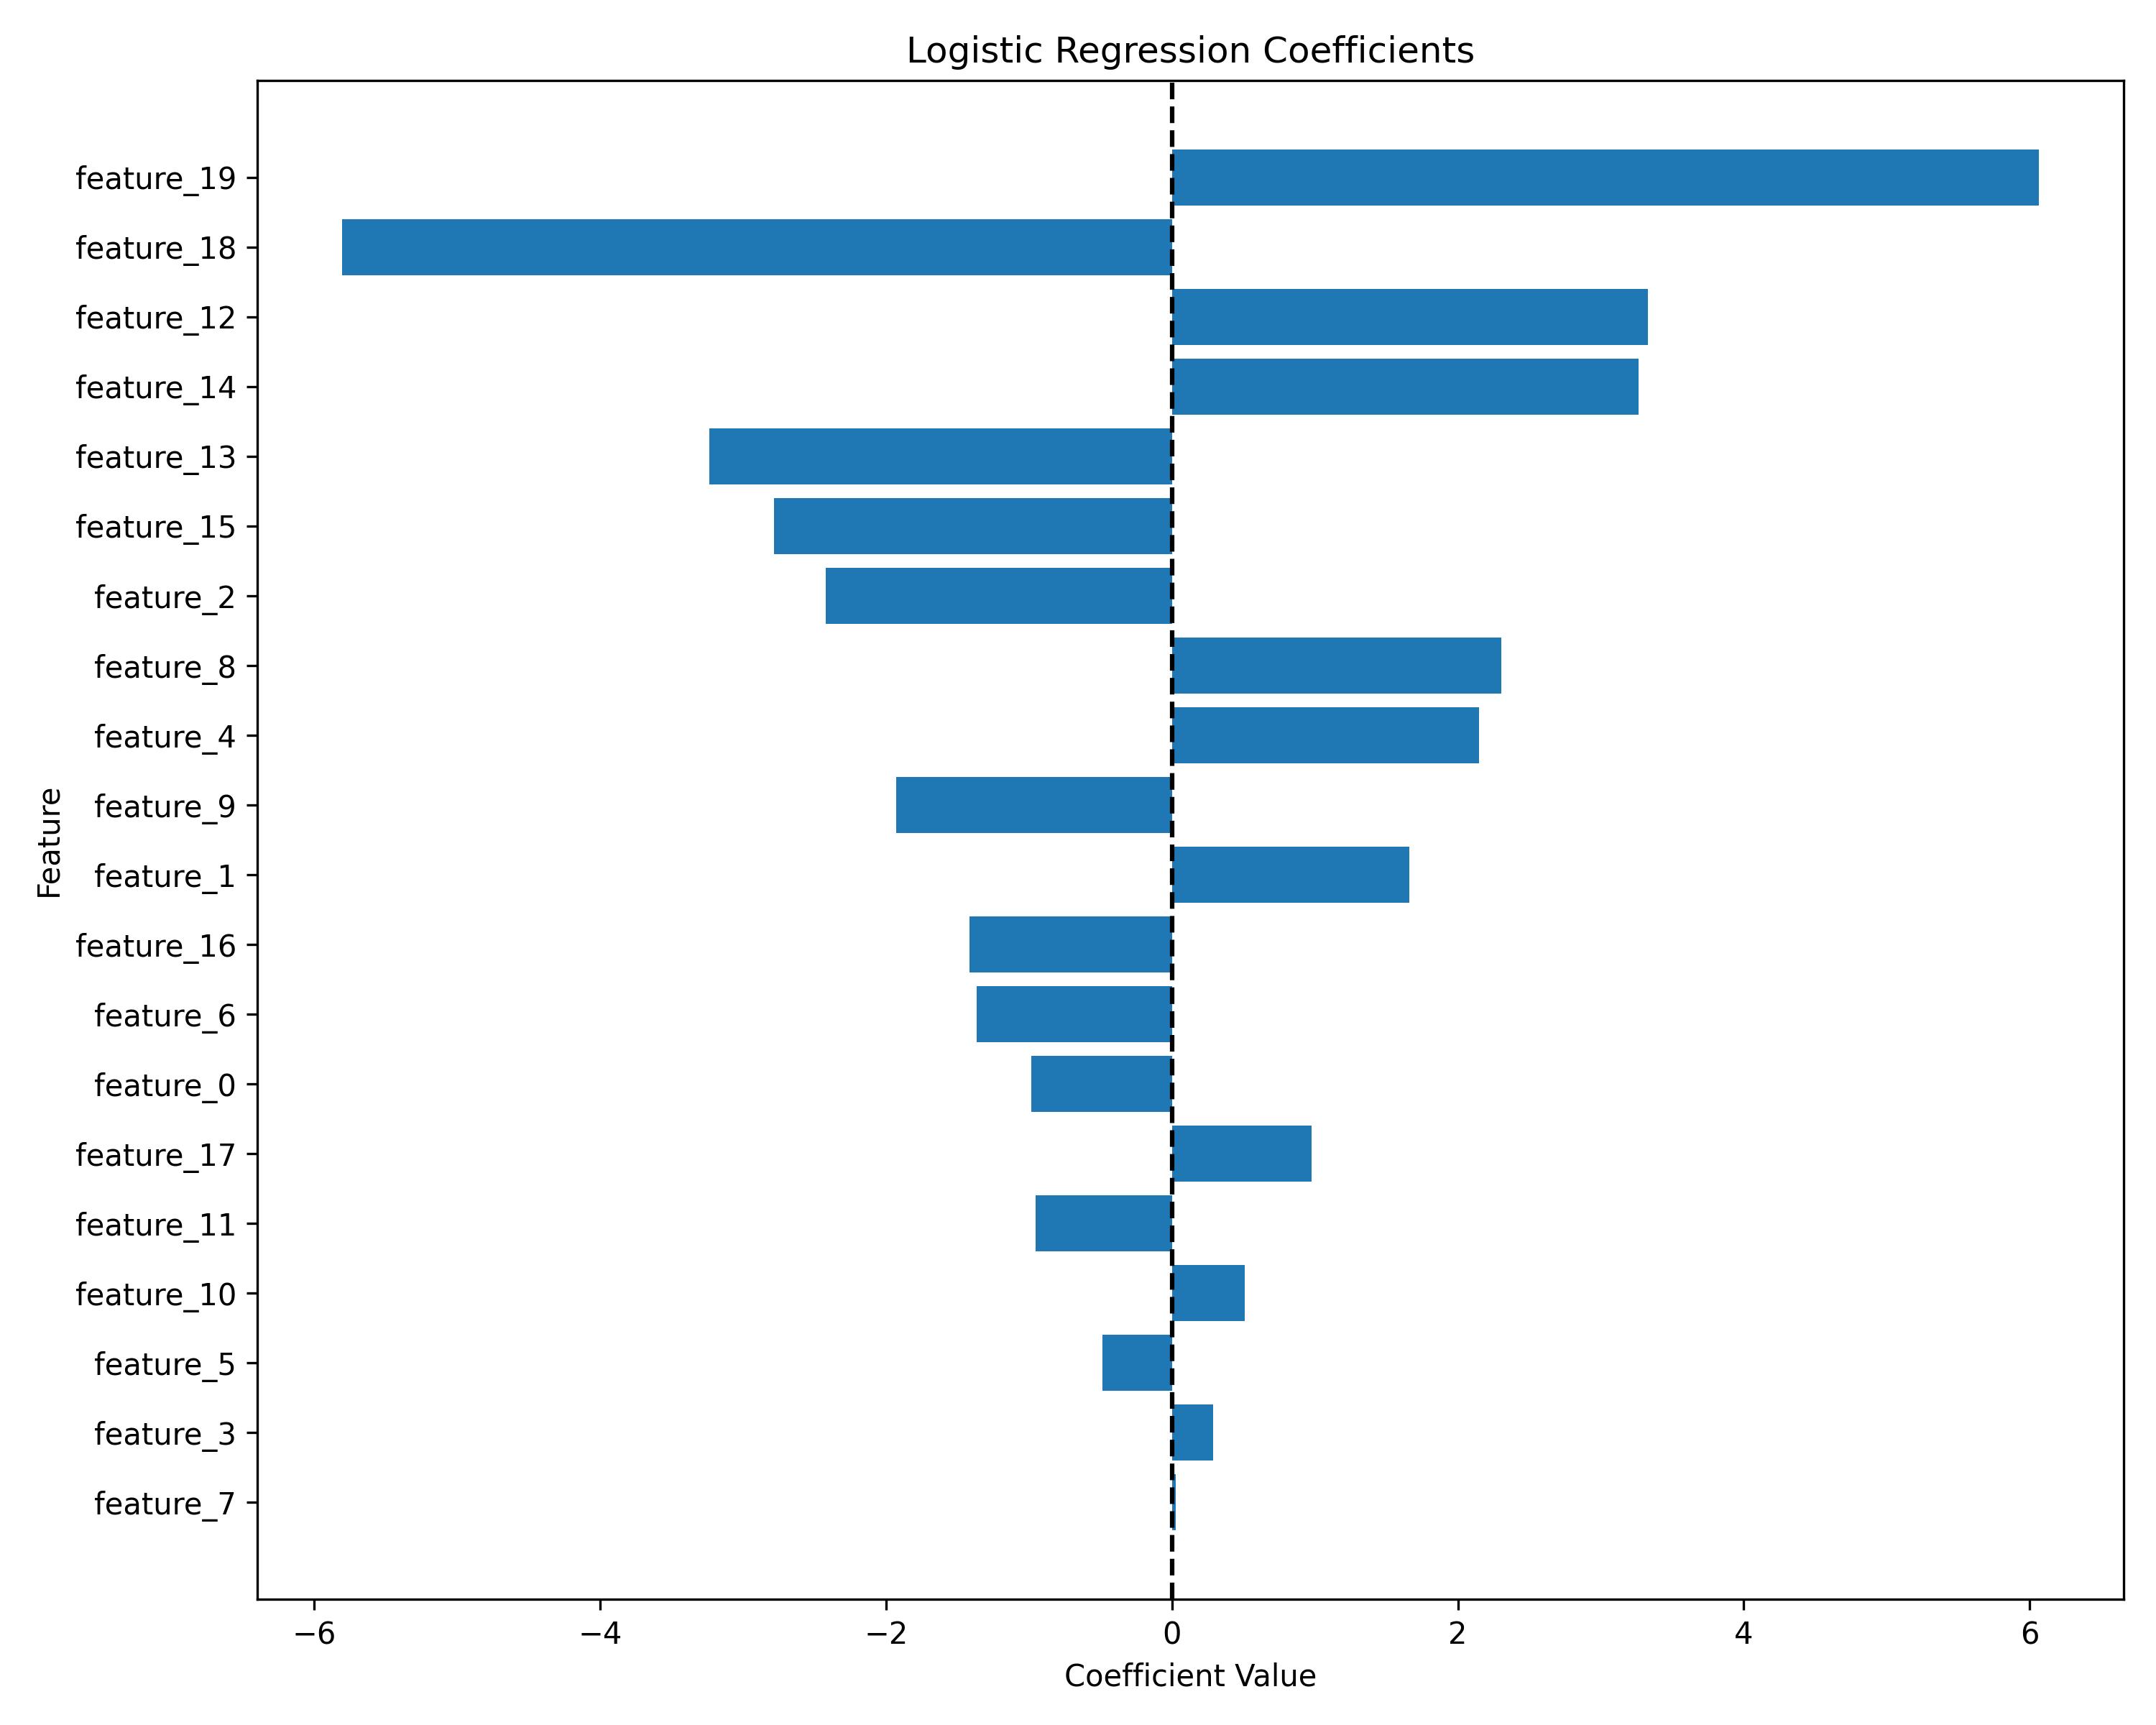 Logistic Regression Coefficients
feature_19
feature_18
feature_12
feature_14
feature_13
feature_15
feature_2
feature_8
feature_4
feature_9
feature_1
feature_16
feature_6
feature_0
feature_17
feature_11
feature_10
feature_5
feature_3
feature_7
Feature
−6 −4 −2 0 2 4 6
Coefficient Value